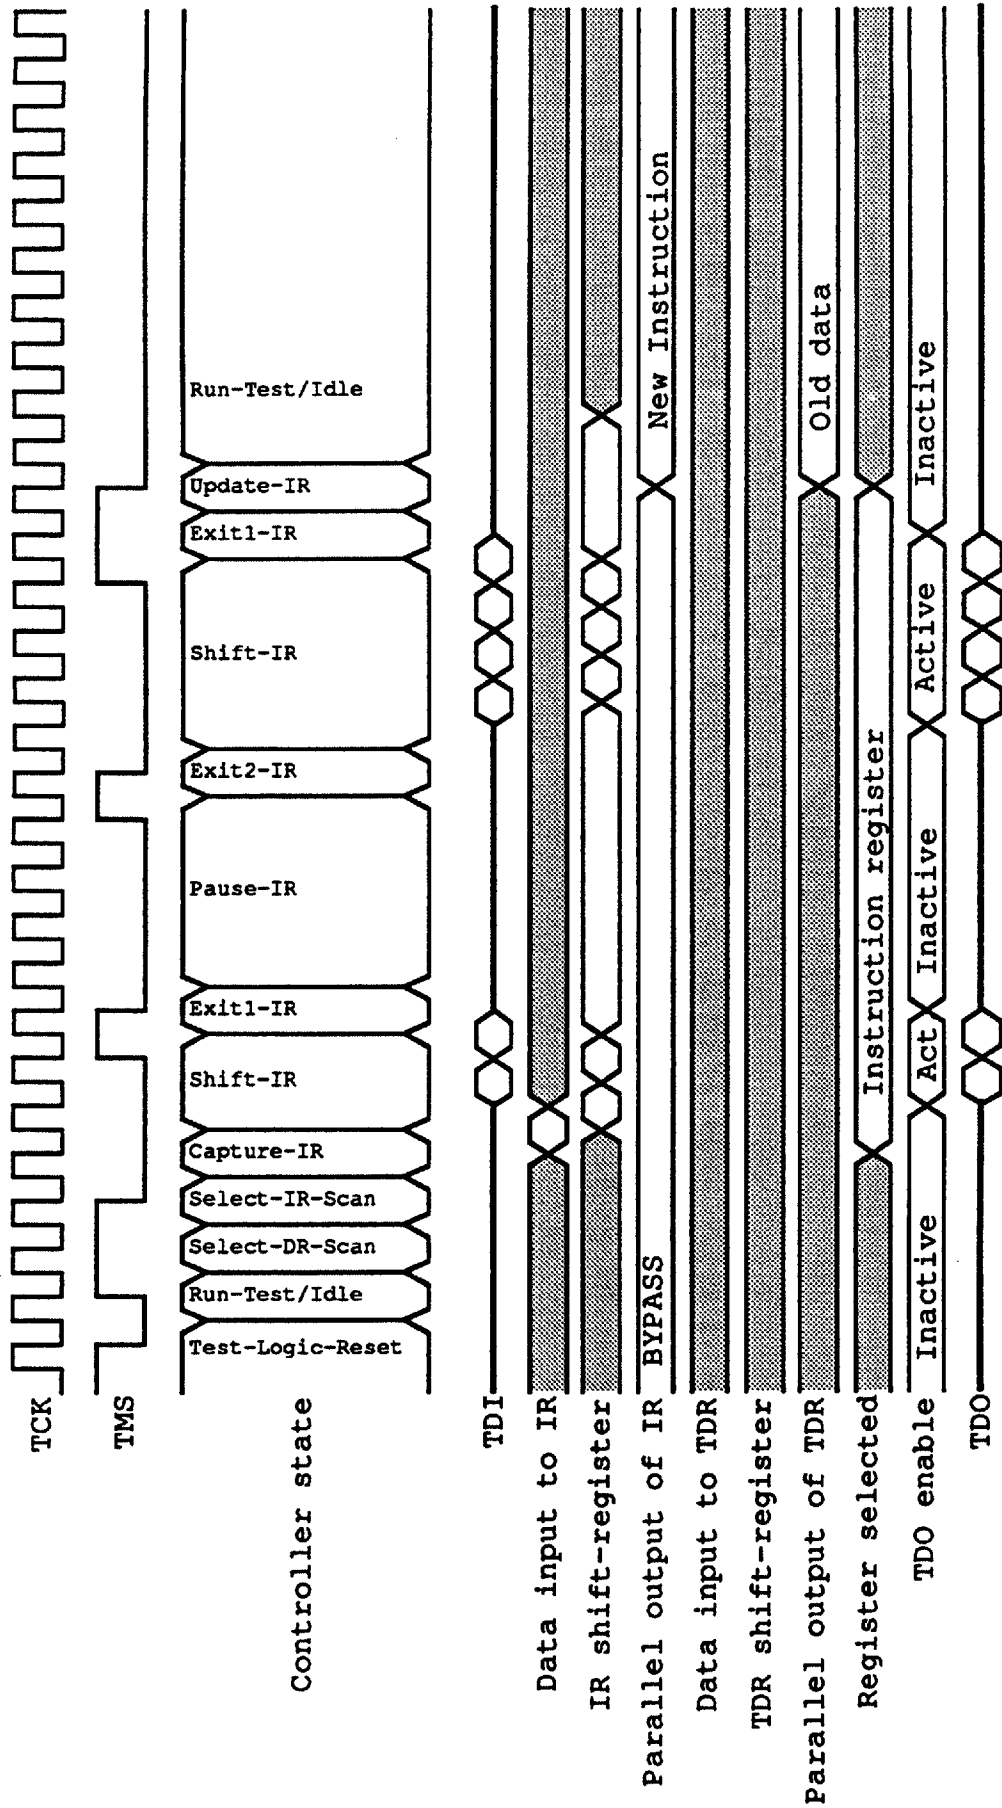 TCK
TMS
Controller state
Test-Logic-Reset
Run-Test/Idle
Select-DR-Scan
Select-IR-Scan
Capture-IR
Shift-IR
Exit1-IR
Pause-IR
Exit2-IR
Shift-IR
Exit1-IR
Update-IR
Run-Test/Idle
TDI
Data input to IR
IR shift-register
Parallel output of IR
BYPASS
New Instruction
Data input to TDR
TDR shift-register
Parallel output of TDR
Old data
Register selected
Instruction register
TDO enable
Inactive
Act
Inactive
Active
Inactive
TDO